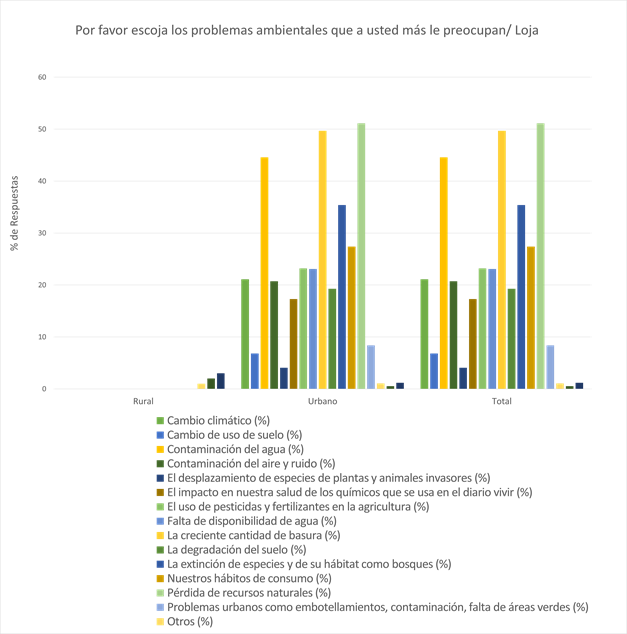 Por favor escoja los problemas ambientales que a usted más le preocupan/ Loja
60
50
40
30
20
10
0
% de Respuestas
Rural Urbano Total
Cambio climático (%)
Cambio de uso de suelo (%)
Contaminación del agua (%)
Contaminación del aire y ruido (%)
El desplazamiento de especies de plantas y animales invasores (%)
El impacto en nuestra salud de los químicos que se usa en el diario vivir (%)
El uso de pesticidas y fertilizantes en la agricultura (%)
Falta de disponibilidad de agua (%)
La creciente cantidad de basura (%)
La degradación del suelo (%)
La extinción de especies y de su hábitat como bosques (%)
Nuestros hábitos de consumo (%)
Pérdida de recursos naturales (%)
Problemas urbanos como embotellamientos, contaminación, falta de áreas verdes (%)
Otros (%)